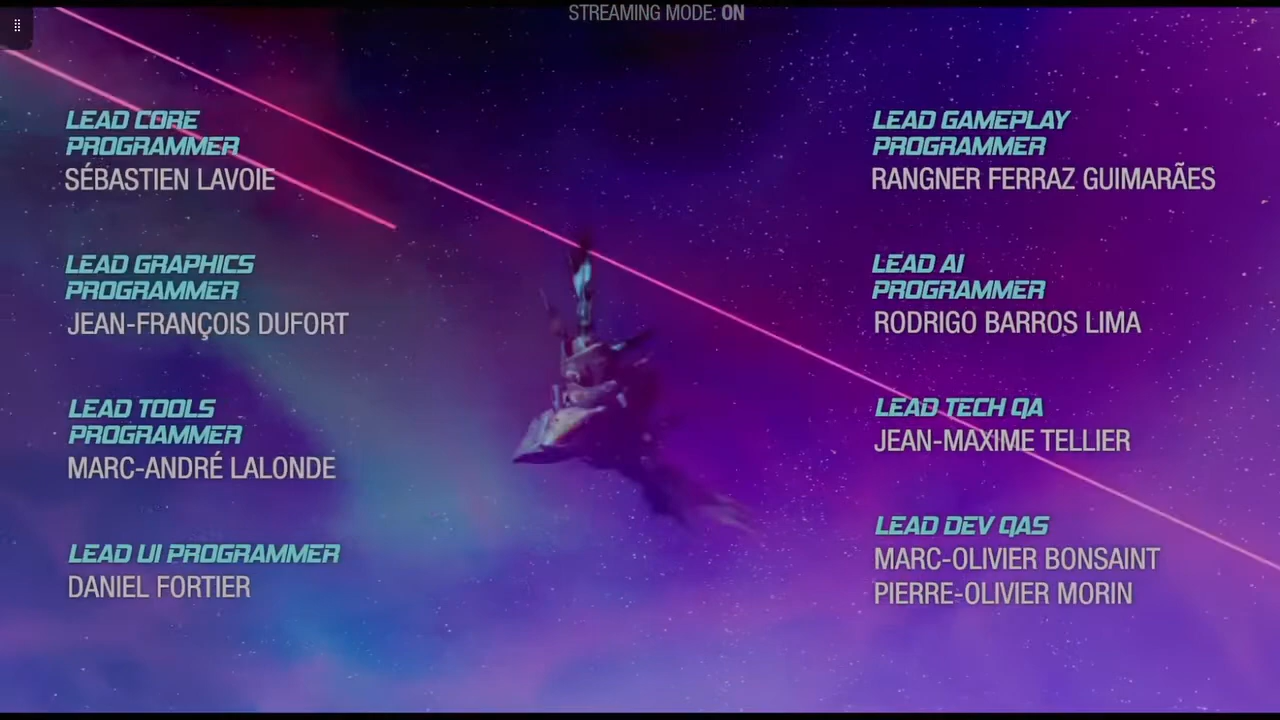 STREAMING MODE: ON
LEAD CORE
PROGRAMMER
SÉBASTIEN LAVOIE
LEAD GRAPHICS
PROGRAMMER
JEAN-FRANÇOIS DUFORT
LEAD TOOLS
PROGRAMMER
MARC-ANDRÉ LALONDE
LEAD UI PROGRAMMER
DANIEL FORTIER
LEAD GAMEPLAY
PROGRAMMER
RANGNER FERRAZ GUIMARÃES
LEAD AI
PROGRAMMER
RODRIGO BARROS LIMA
LEAD TECH QA
JEAN-MAXIME TELLIER
LEAD DEV QAS
MARC-OLIVIER BONSAINT
PIERRE-OLIVIER MORIN